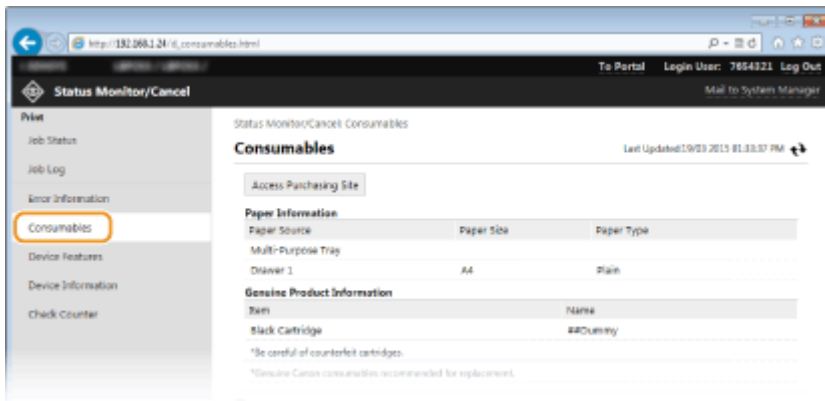 http://192.168.1.24/d_consumables.html
To Portal Login User: 7654321 Log Out
Status Monitor/Cancel
Mail to System Manager
Print
Job Status
Job Log
Error Information
Consumables
Device Features
Device Information
Check Counter
Status Monitor/Cancel: Consumables
Consumables
Last Updated:19/03 2015 01:33:37 PM
Access Purchasing Site
Paper Information
Paper Source Paper Size Paper Type
Multi-Purpose Tray
Drawer 1 A4 Plain
Genuine Product Information
Item Name
Black Cartridge ##Dummy
*Be careful of counterfeit cartridges.
*Genuine Canon consumables recommended for replacement.